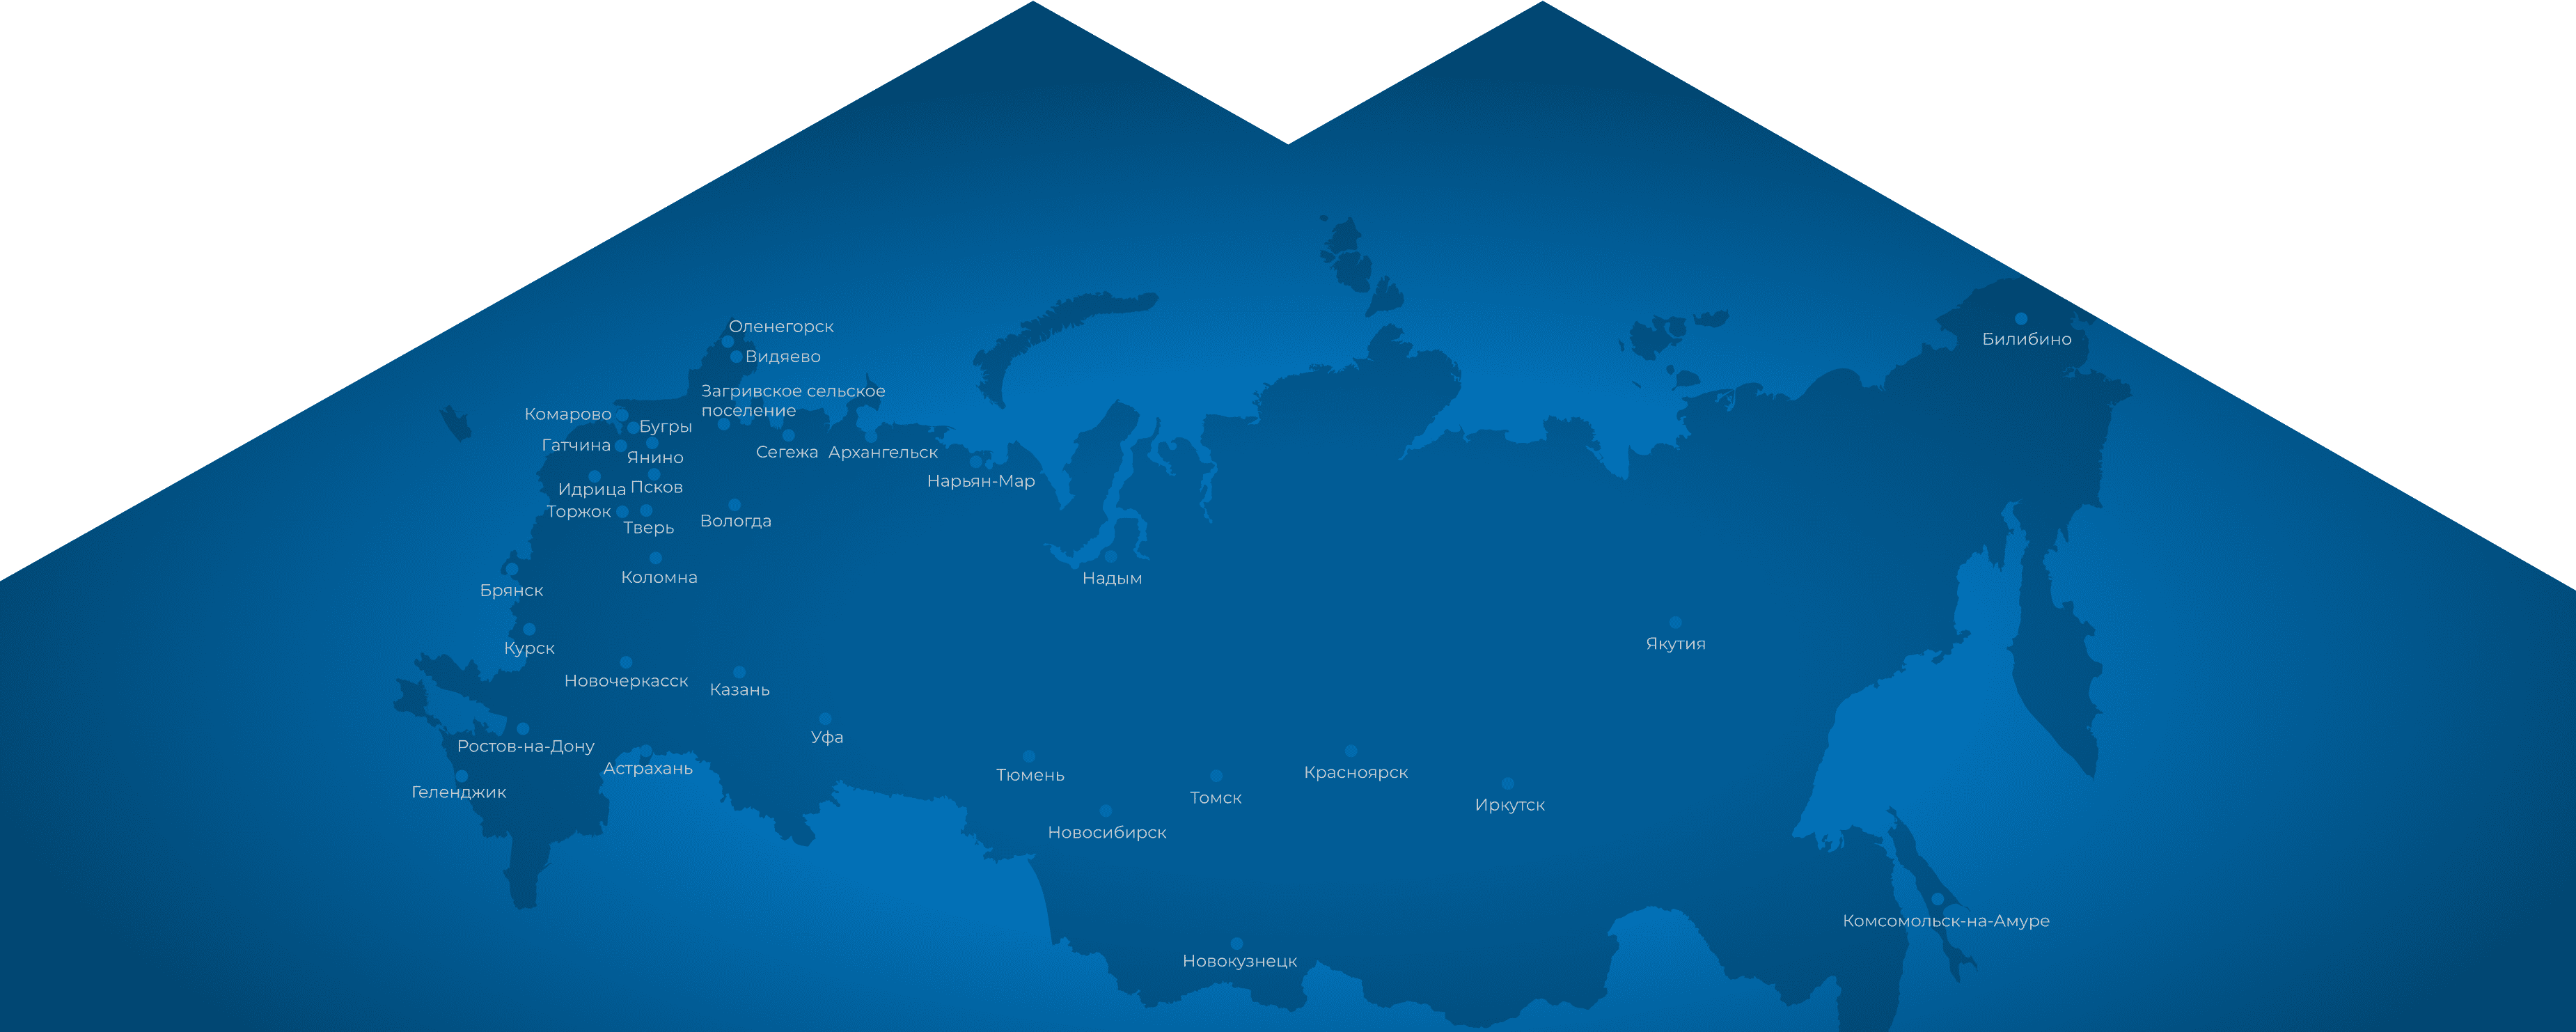 Оленегорск
Билибино
Видяево
Загривское сельское
поселение
Комарово
Бугры
Гатчина
Сегежа
Архангельск
Янино
Нарьян-Мар
Псков
Идрица
Торжок
Вологда
Тверь
Коломна
Надым
Брянск
Якутия
Курск
Новочеркасск
Казань
Уфа
Ростов-на-Дону
Астрахань
Красноярск
Тюмень
Геленджик
Томск
Иркутск
Новосибирск
Комсомольск-на-Амуре
Новокузнецк